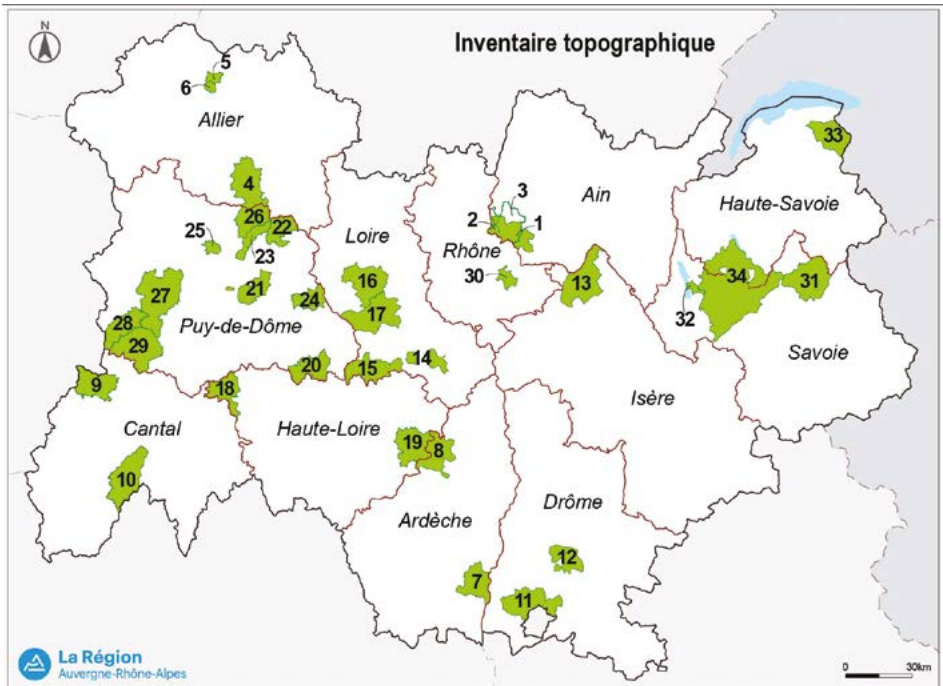 N
Inventaire topographique
5
6
Allier
33
4
3
Ain
26
2
1
Haute-Savoie
25
22
Loire
Rhône
23
30
16
34
31
27
21
13
24
17
32
28
Puy-de-Dôme
29
Savoie
14
20
15
9
18
Isère
Cantal
Haute-Loire
19
8
10
Drôme
Ardèche
12
7
11
La Région
Auvergne-Rhône-Alpes
0 30km